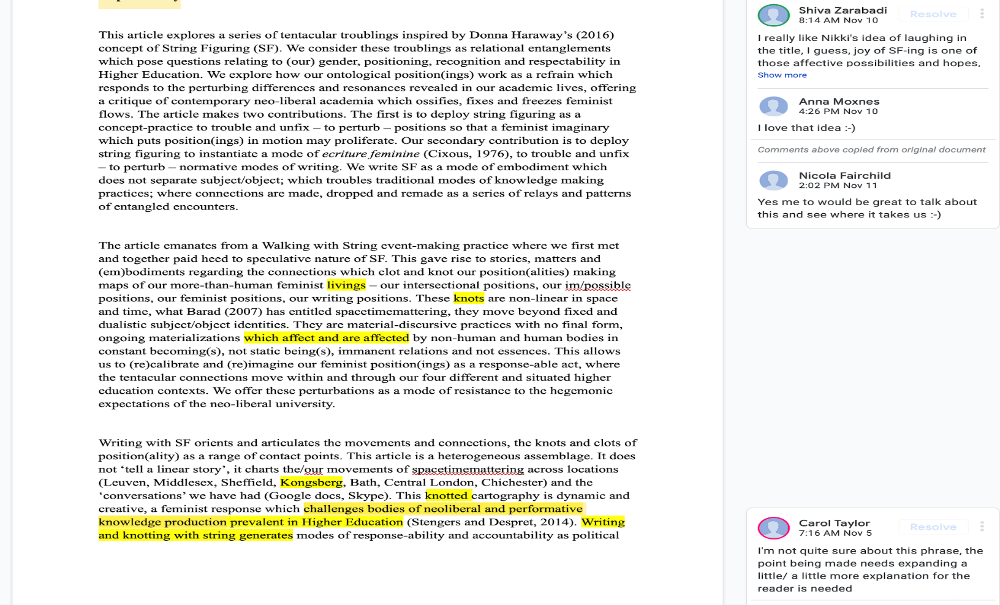 This article explores a series of tentacular troublings inspired by Donna Haraway’s (2016)
concept of String Figuring (SF). We consider these troublings as relational entanglements
which pose questions relating to (our) gender, positioning, recognition and respectability in
Higher Education. We explore how our ontological position(ings) work as a refrain which
responds to the perturbing differences and resonances revealed in our academic lives, offering
a critique of contemporary neo-liberal academia which ossifies, fixes and freezes feminist
flows. The article makes two contributions. The first is to deploy string figuring as a
concept-practice to trouble and unfix – to perturb – positions so that a feminist imaginary
which puts position(ings) in motion may proliferate. Our secondary contribution is to deploy
string figuring to instantiate a mode of ecriture feminine (Cixous, 1976), to trouble and unfix
– to perturb – normative modes of writing. We write SF as a mode of embodiment which
does not separate subject/object; which troubles traditional modes of knowledge making
practices; where connections are made, dropped and remade as a series of relays and patterns
of entangled encounters.
The article emanates from a Walking with String event-making practice where we first met
and together paid heed to speculative nature of SF. This gave rise to stories, matters and
(em)bodiments regarding the connections which clot and knot our position(alities) making
maps of our more-than-human feminist livings – our intersectional positions, our im/possible
positions, our feminist positions, our writing positions. These knots are non-linear in space
and time, what Barad (2007) has entitled spacetimemattering, they move beyond fixed and
dualistic subject/object identities. They are material-discursive practices with no final form,
ongoing materializations which affect and are affected by non-human and human bodies in
constant becoming(s), not static being(s), immanent relations and not essences. This allows
us to (re)calibrate and (re)imagine our feminist position(ings) as a response-able act, where
the tentacular connections move within and through our four different and situated higher
education contexts. We offer these perturbations as a mode of resistance to the hegemonic
expectations of the neo-liberal university.
Writing with SF orients and articulates the movements and connections, the knots and clots of
position(ality) as a range of contact points. This article is a heterogeneous assemblage. It does
not ‘tell a linear story’, it charts the/our movements of spacetimemattering across locations
(Leuven, Middlesex, Sheffield, Kongsberg, Bath, Central London, Chichester) and the
‘conversations’ we have had (Google docs, Skype). This knotted cartography is dynamic and
creative, a feminist response which challenges bodies of neoliberal and performative
knowledge production prevalent in Higher Education (Stengers and Despret, 2014). Writing
and knotting with string generates modes of response-ability and accountability as political
Shiva Zarabadi
Resolve
8:14 AM Nov 10
I really like Nikki's idea of laughing in
the title, I guess, joy of SF-ing is one of
those affective possibilities and hopes,
Show more
Anna Moxnes
4:26 PM Nov 10
I love that idea :-)
Comments above copied from original document
Nicola Fairchild
2:02 PM Nov 11
Yes me to would be great to talk about
this and see where it takes us :-)
Carol Taylor
Resolve
7:16 AM Nov 5
I'm not quite sure about this phrase, the
point being made needs expanding a
little/ a little more explanation for the
reader is needed